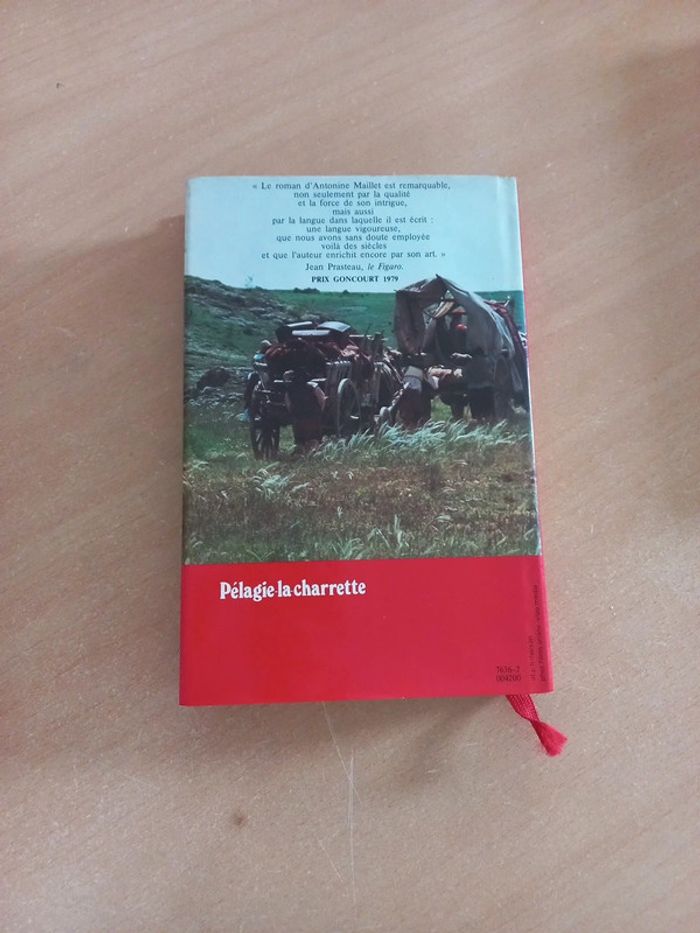 « Le roman d'Antonine Maillet est remarquable,
non seulement par la qualité
et la force de son intrigue,
mais aussi
par la langue dans laquelle il est écrit :
une langue vigoureuse,
que nous avons sans doute employée
voilà des siècles
et que l'auteur enrichit encore par son art. »
Jean Prasteau, le Figaro.
PRIX GONCOURT 1979
Pélagie-la-charrette
7636-7
004200